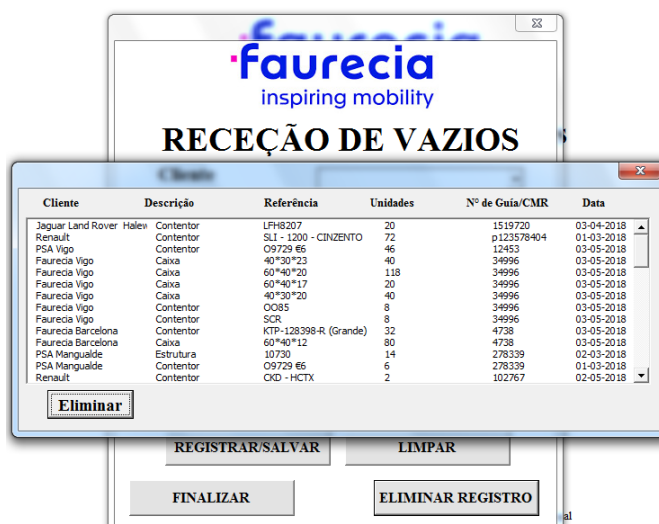 faurecia
inspiring mobility
RECEÇÃO DE VAZIOS
Cliente
Cliente Descrição Referência Unidades Nº de Guia/CMR Data
Jaguar Land Rover Halew Contentor LFH8207 20 1519720 03-04-2018
Renault Contentor SLI - 1200 - CINZENTO 72 p123578404 01-03-2018
PSA Vigo Contentor O9729 €6 46 12453 03-05-2018
Faurecia Vigo Caixa 40*30*23 40 34996 03-05-2018
Faurecia Vigo Caixa 60*40*20 118 34996 03-05-2018
Faurecia Vigo Caixa 60*40*17 20 34996 03-05-2018
Faurecia Vigo Caixa 40*30*20 40 34996 03-05-2018
Faurecia Vigo Contentor OO85 8 34996 03-05-2018
Faurecia Vigo Contentor SCR 8 34996 03-05-2018
Faurecia Barcelona Contentor KTP-128398-R (Grande) 32 4738 03-05-2018
Faurecia Barcelona Caixa 60*40*12 80 4738 03-05-2018
PSA Mangualde Estrutura 10730 14 278339 02-03-2018
PSA Mangualde Contentor O9729 €6 6 278339 01-03-2018
Renault Contentor CKD - HCTX 2 102767 02-05-2018
Eliminar
REGISTRAR/SALVAR LIMPAR
FINALIZAR ELIMINAR REGISTRO